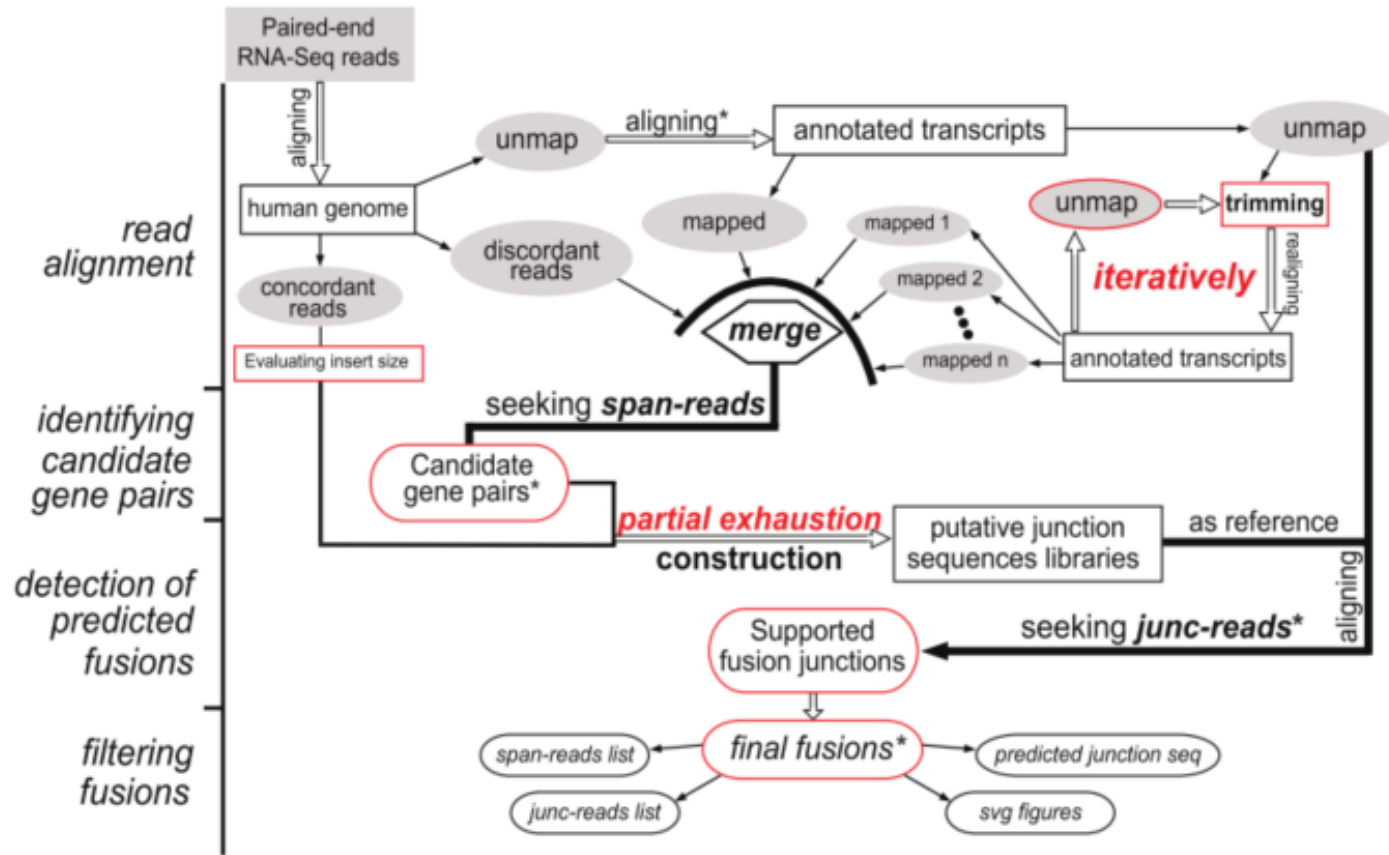 Paired-end
RNA-Seq reads
aligning
unmap
aligning*
annotated transcripts
unmap
human genome
mapped
mapped 1
unmap
trimming
read
alignment
discordant
reads
mapped 2
iteratively
realigning
concordant
reads
merge
Evaluating insert size
mapped n
annotated transcripts
identifying
candidate
gene pairs
seeking span-reads
Candidate
gene pairs*
partial exhaustion
construction
putative junction
sequences libraries
as reference
aligning
detection of
predicted
fusions
Supported
fusion junctions
seeking junc-reads*
filtering
fusions
final fusions*
span-reads list
predicted junction seq
junc-reads list
svg figures